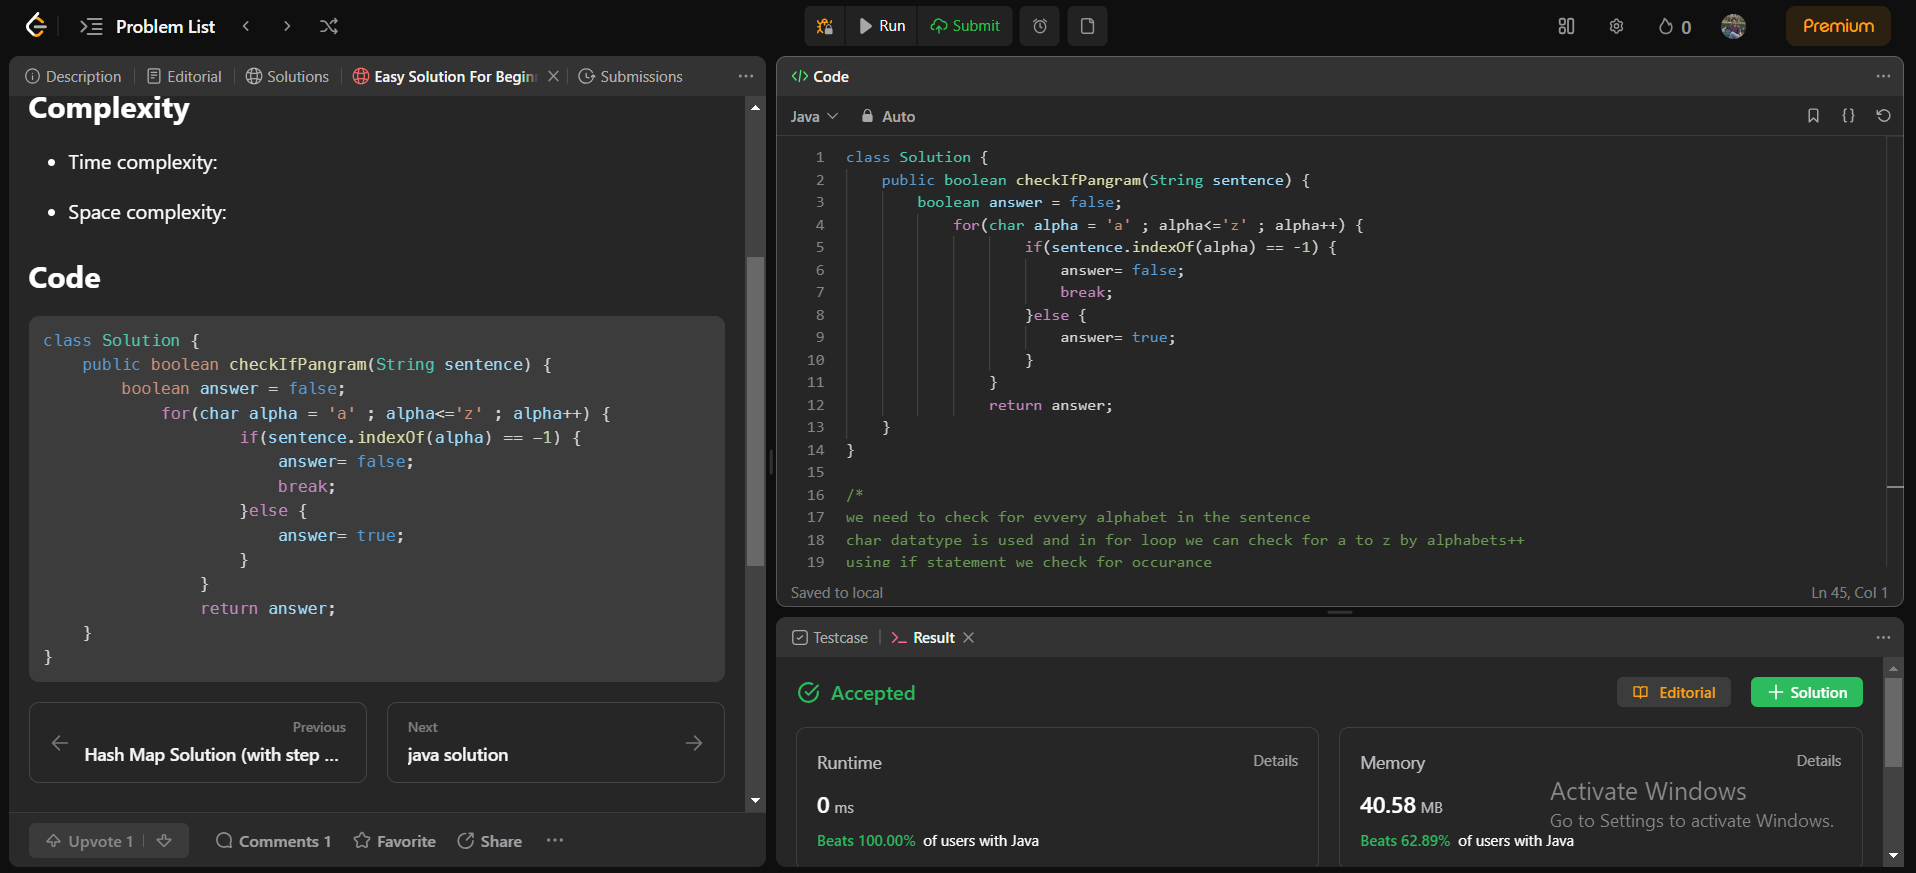 Problem List
Run
Submit
0
Premium
Description
Editorial
Solutions
Easy Solution For Begin
Submissions
Complexity
• Time complexity:
• Space complexity:
Code
class Solution {
    public boolean checkIfPangram(String sentence) {
        boolean answer = false;
            for(char alpha = 'a' ; alpha<='z' ; alpha++) {
                    if(sentence.indexOf(alpha) == -1) {
                        answer= false;
                        break;
                    }else {
                        answer= true;
                    }
                }
                return answer;
    }
}
Previous
Hash Map Solution (with step ...
Next
java solution
Upvote 1
Comments 1
Favorite
Share
</> Code
Java
Auto
1 class Solution {
2     public boolean checkIfPangram(String sentence) {
3         boolean answer = false;
4             for(char alpha = 'a' ; alpha<='z' ; alpha++) {
5                     if(sentence.indexOf(alpha) == -1) {
6                         answer= false;
7                         break;
8                     }else {
9                         answer= true;
10                     }
11                 }
12                 return answer;
13     }
14 }
15
16 /*
17 we need to check for evvery alphabet in the sentence
18 char datatype is used and in for loop we can check for a to z by alphabets++
19 using if statement we check for occurance
Saved to local
Ln 45, Col 1
Testcase
Result
Accepted
Editorial
Solution
Runtime
Details
0 ms
Beats 100.00% of users with Java
Memory
Details
40.58 MB
Beats 62.89% of users with Java
Activate Windows
Go to Settings to activate Windows.